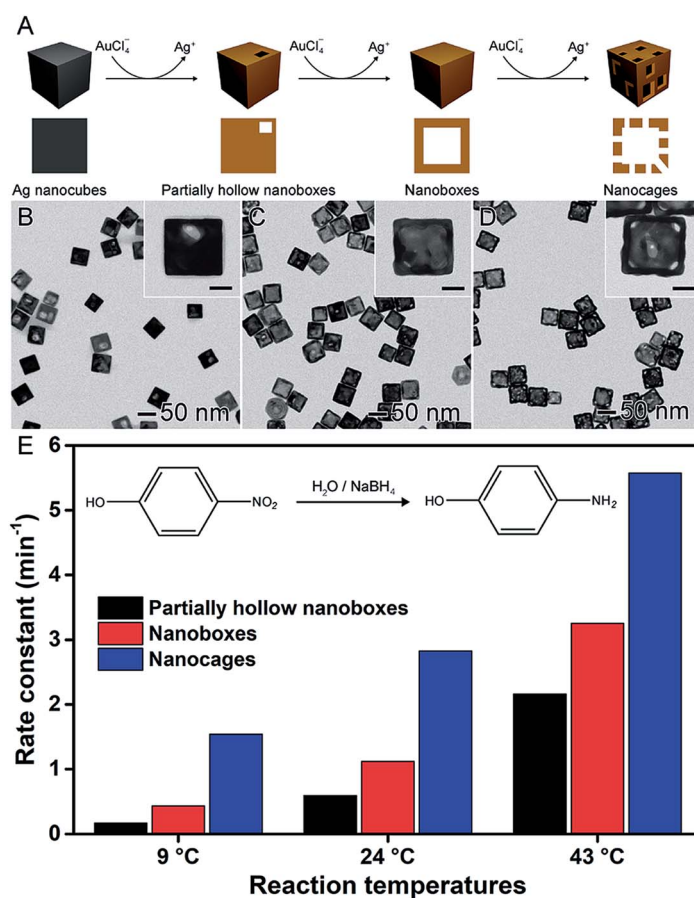 A
AuCl₄⁻ Ag⁺ AuCl₄⁻ Ag⁺ AuCl₄⁻ Ag⁺
Ag nanocubes Partially hollow nanoboxes Nanoboxes Nanocages
B C D
50 nm 50 nm 50 nm
E
6
5
4
3
2
1
0
Rate constant (min⁻¹)
HO NO₂ H₂O / NaBH₄ HO NH₂
Partially hollow nanoboxes
Nanoboxes
Nanocages
9 °C 24 °C 43 °C
Reaction temperatures